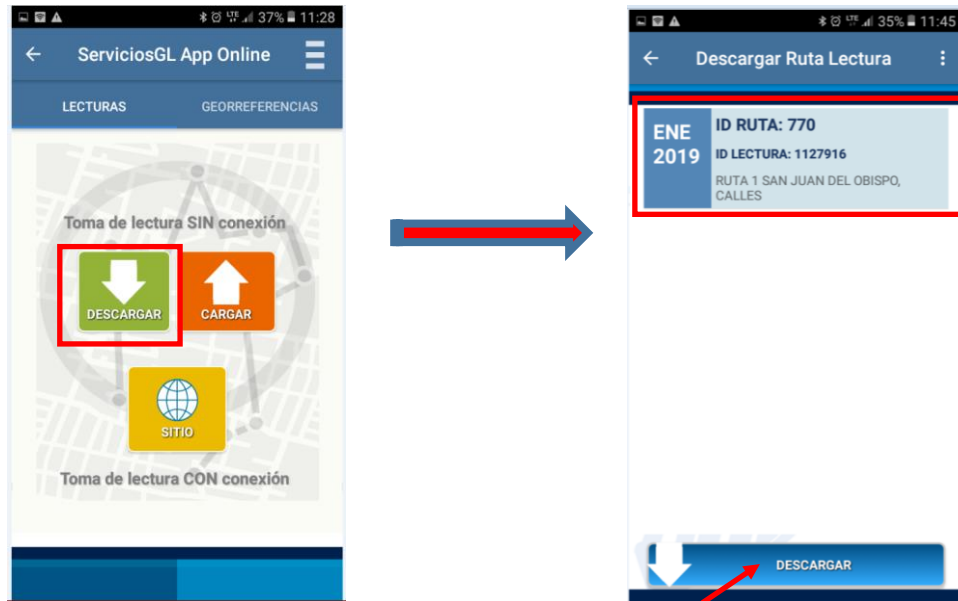 37% 11:28
ServiciosGL App Online
LECTURAS
GEORREFERENCIAS
Toma de lectura SIN conexión
DESCARGAR
CARGAR
SITIO
Toma de lectura CON conexión
LTE 35% 11:45
Descargar Ruta Lectura
ENE
2019
ID RUTA: 770
ID LECTURA: 1127916
RUTA 1 SAN JUAN DEL OBISPO,
CALLES
DESCARGAR